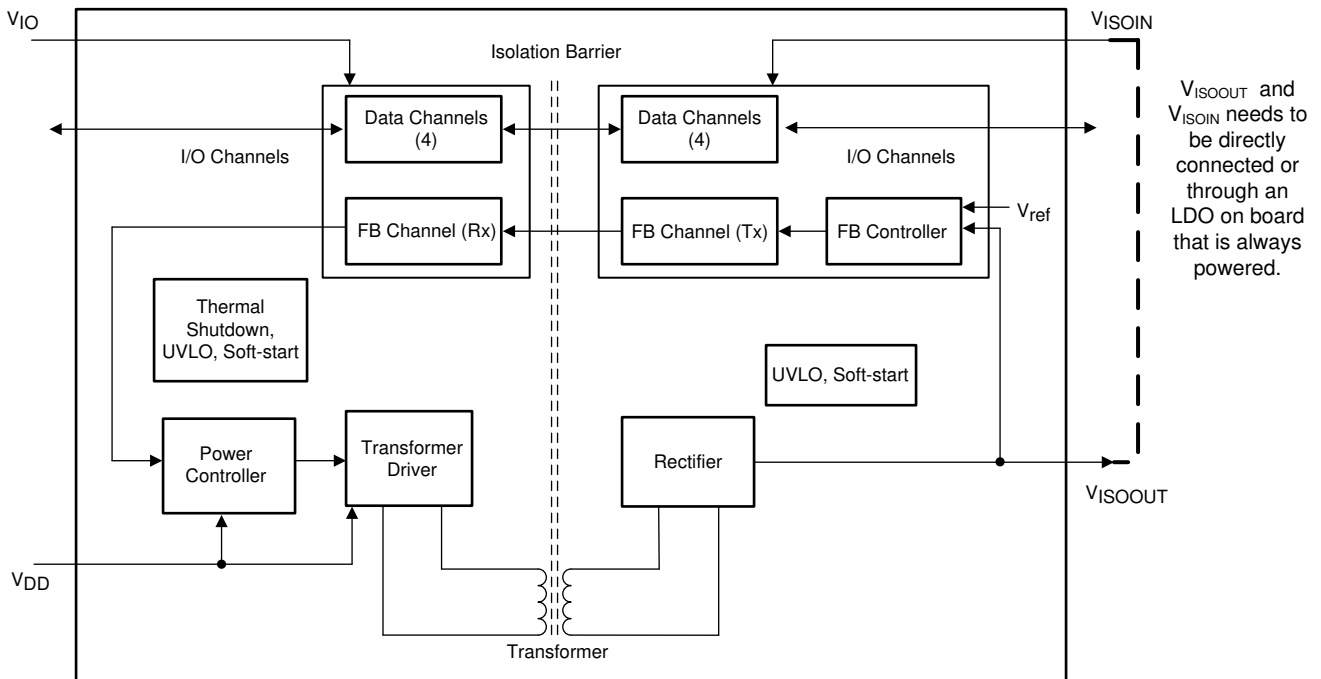 VIO
VISOIN
Isolation Barrier
Data Channels
(4)
Data Channels
(4)
I/O Channels
I/O Channels
FB Channel (Rx)
FB Channel (Tx)
FB Controller
Vref
VISOOUT and
VISOIN needs to
be directly
connected or
through an
LDO on board
that is always
powered.
Thermal
Shutdown,
UVLO, Soft-start
UVLO, Soft-start
Power
Controller
Transformer
Driver
Rectifier
VISOOUT
VDD
Transformer